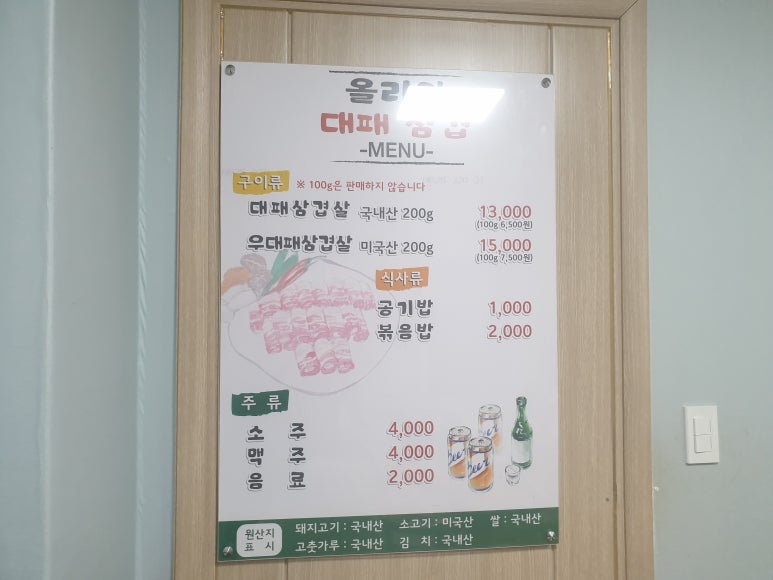 대패
-MENU-
구이류 ※ 100g은 판매하지 않습니다
대패삼겹살 국내산 200g 13,000
(100g 6,500원)
우대패삼겹살 미국산 200g 15,000
(100g 7,500원)
식사류
공기밥 1,000
볶음밥 2,000
주 류
소 주 4,000
맥 주 4,000
음 료 2,000
Beer Beer Beer
원산지 표 시
돼지고기 : 국내산 소고기 : 미국산 쌀 : 국내산
고춧가루 : 국내산 김 치 : 국내산